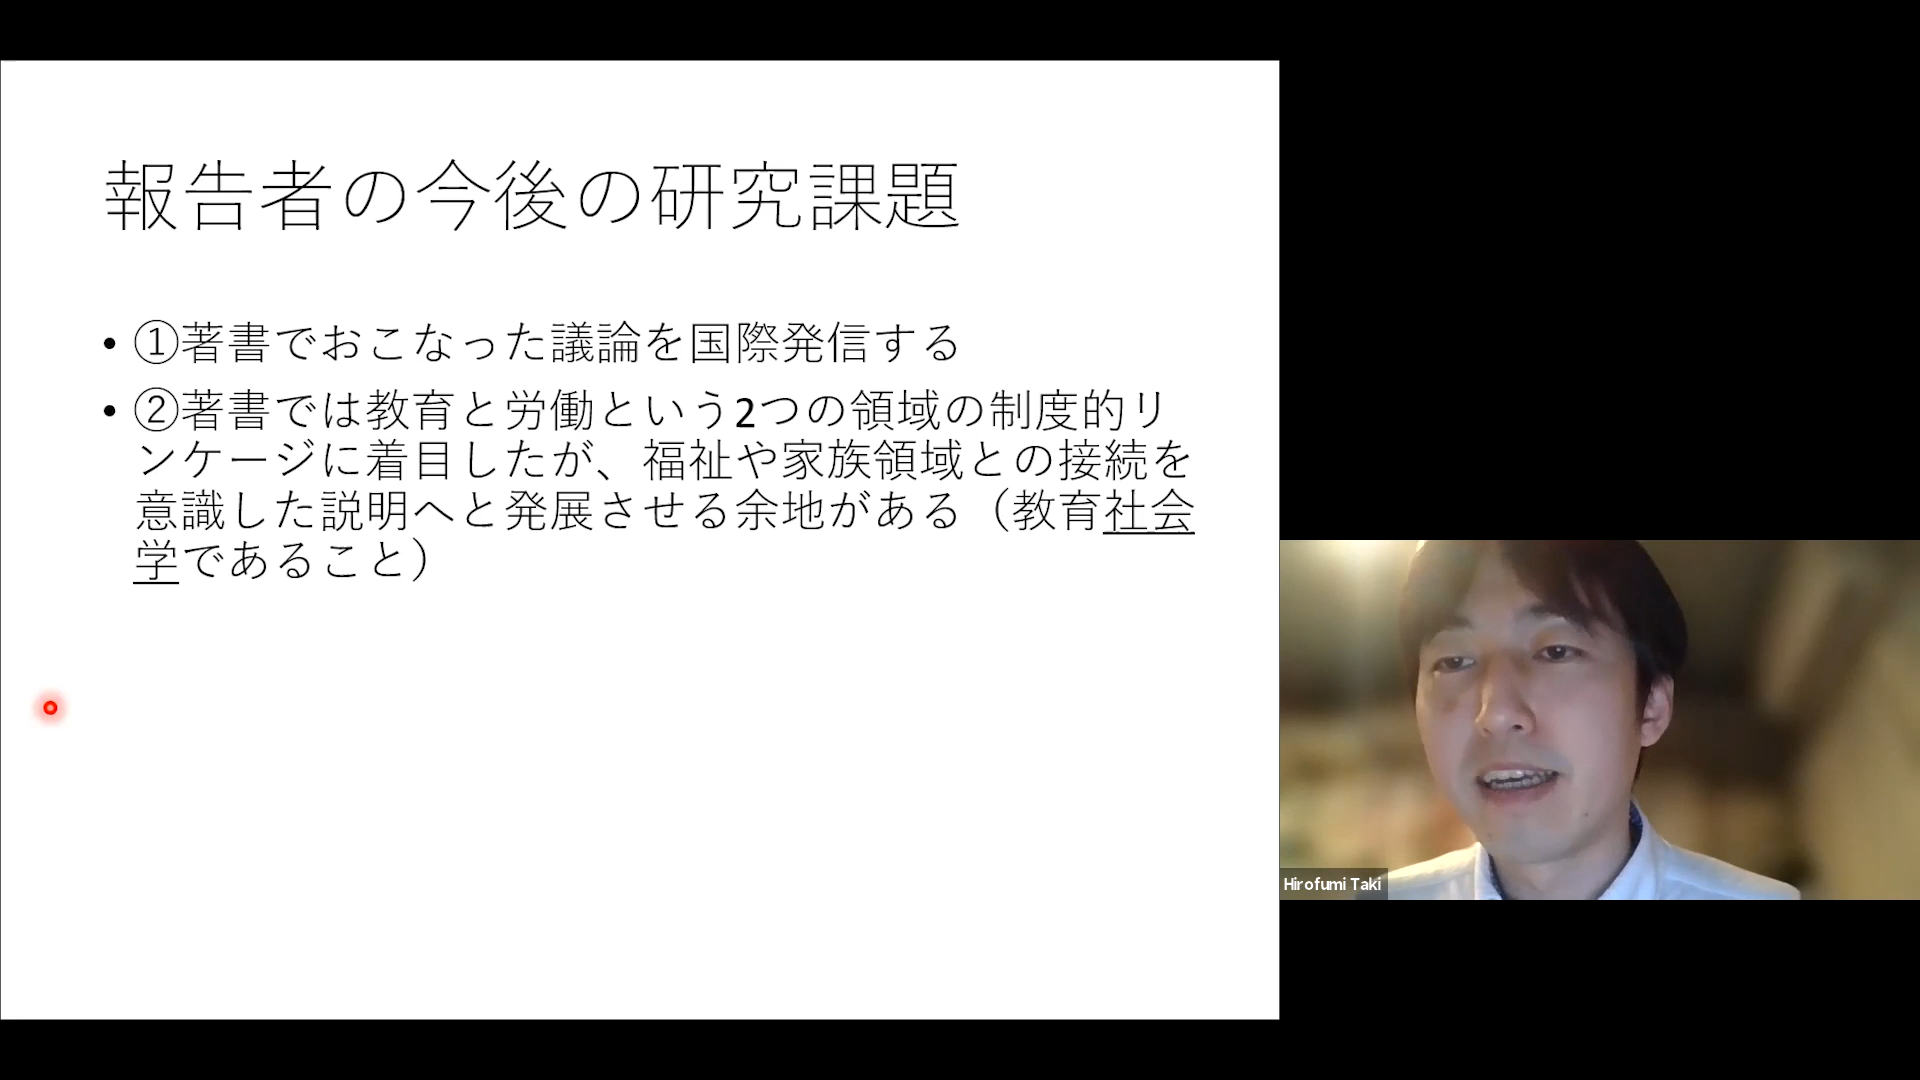 報告者の今後の研究課題
• ①著書でおこなった議論を国際発信する
• ②著書では教育と労働という2つの領域の制度的リ
ンケージに着目したが、福祉や家族領域との接続を
意識した説明へと発展させる余地がある（教育社会
学であること）
Hirofumi Taki